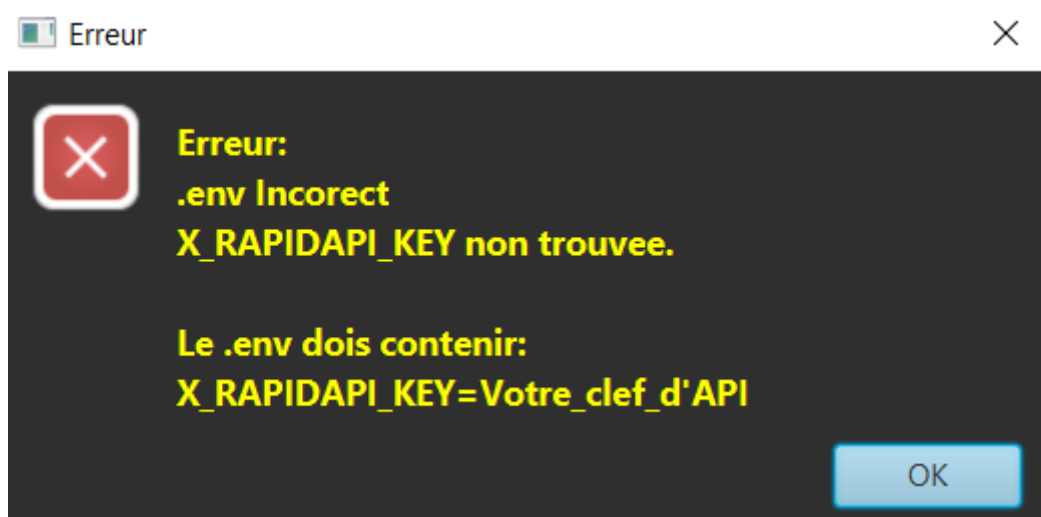 Erreur
Erreur:
.env Incorect
X_RAPIDAPI_KEY non trouvee.
Le .env dois contenir:
X_RAPIDAPI_KEY=Votre_clef_d'API
OK